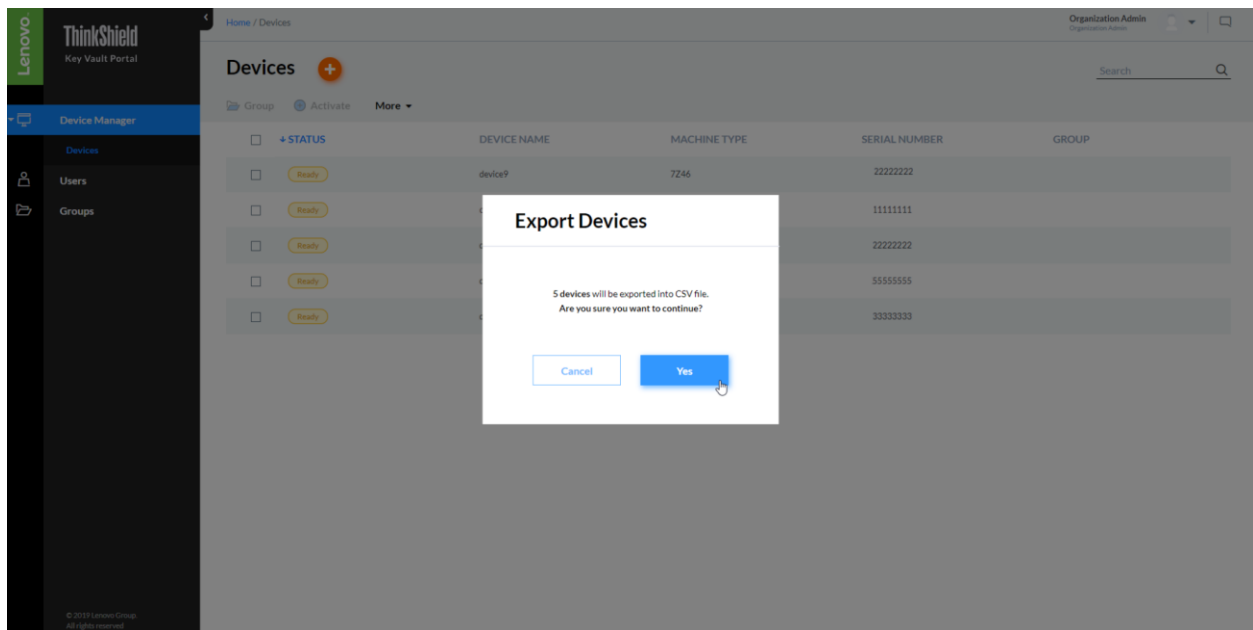 Lenovo.
ThinkShield
Key Vault Portal
Device Manager
Devices
Users
Groups
© 2019 Lenovo Group.
All rights reserved
Home / Devices
Organization Admin
Organization Admin
Devices
Search
Group Activate More
STATUS DEVICE NAME MACHINE TYPE SERIAL NUMBER GROUP
Ready device9 7Z46 22222222
Ready 11111111
Ready 22222222
Ready 55555555
Ready 33333333
Export Devices
5 devices will be exported into CSV file.
Are you sure you want to continue?
Cancel Yes